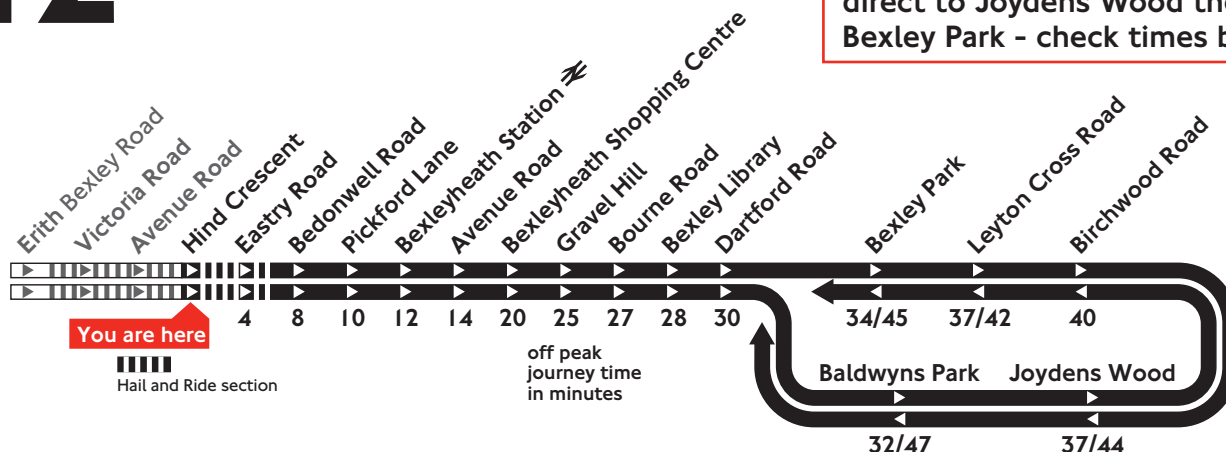 direct to Joydens Wood
Bexley Park - check times
Erith Bexley Road
Victoria Road
Avenue Road
Hind Crescent
Eastry Road
Bedonwell Road
Pickford Lane
Bexleyheath Station
Avenue Road
Bexleyheath Shopping Centre
Gravel Hill
Bourne Road
Bexley Library
Dartford Road
Bexley Park
Leyton Cross Road
Birchwood Road
You are here
4
8
10
12
14
20
25
27
28
30
34/45
37/42
40
Hail and Ride section
off peak
journey time
in minutes
Baldwyns Park
Joydens Wood
32/47
37/44